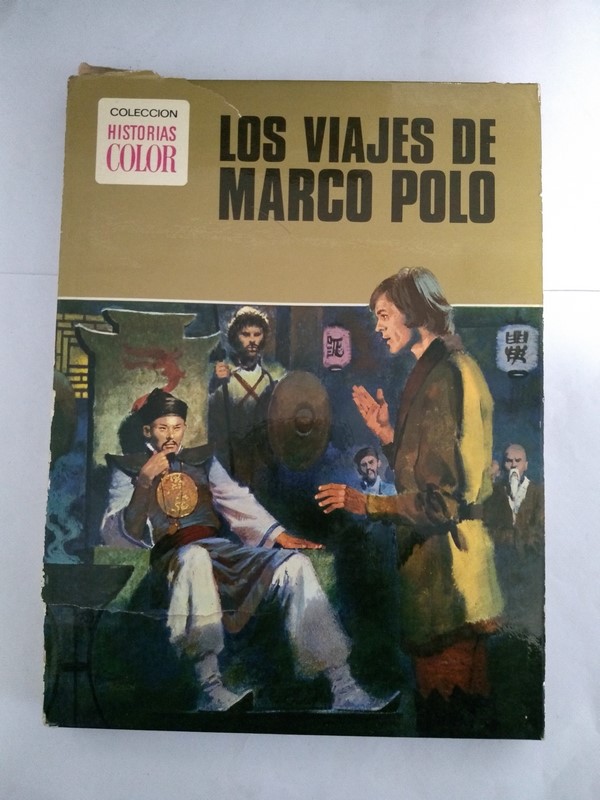 COLECCION
HISTORIAS
COLOR
LOS VIAJES DE
MARCO POLO